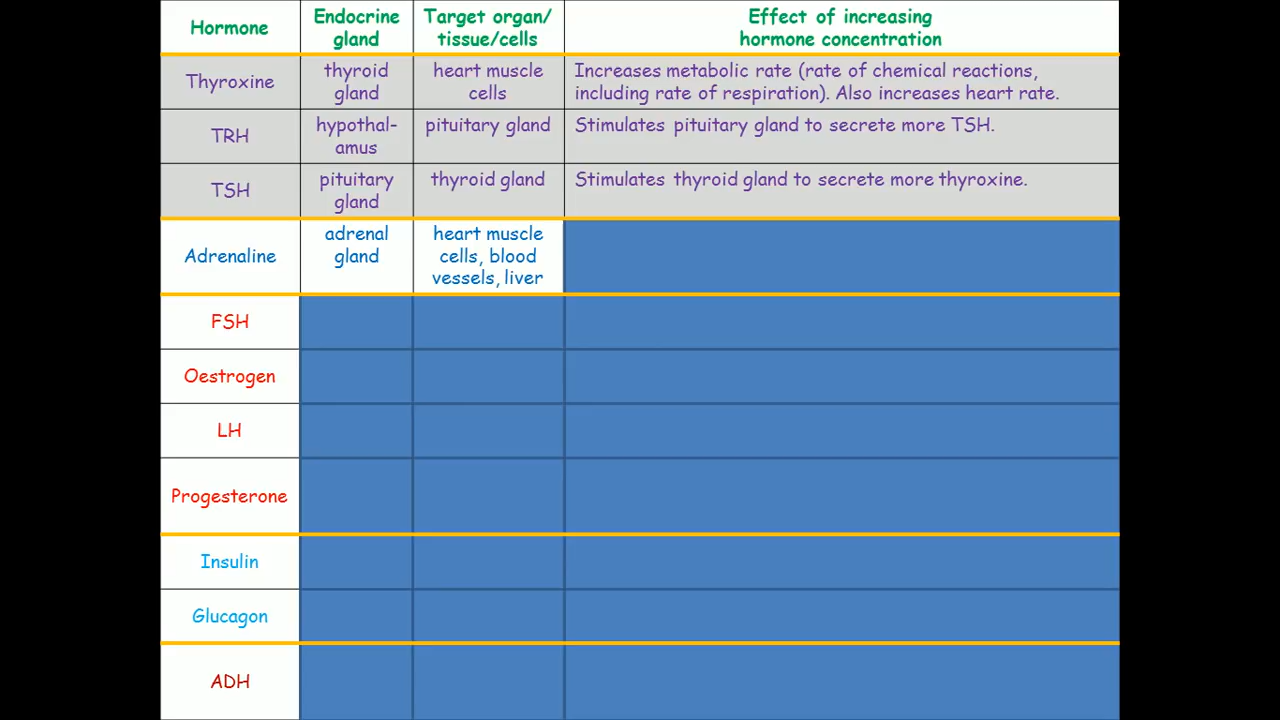 Hormone
Endocrine
gland
Target organ/
tissue/cells
Effect of increasing
hormone concentration
Thyroxine
thyroid
gland
heart muscle
cells
Increases metabolic rate (rate of chemical reactions,
including rate of respiration). Also increases heart rate.
TRH
hypothal-
amus
pituitary gland
Stimulates pituitary gland to secrete more TSH.
TSH
pituitary
gland
thyroid gland
Stimulates thyroid gland to secrete more thyroxine.
Adrenaline
adrenal
gland
heart muscle
cells, blood
vessels, liver
FSH
Oestrogen
LH
Progesterone
Insulin
Glucagon
ADH